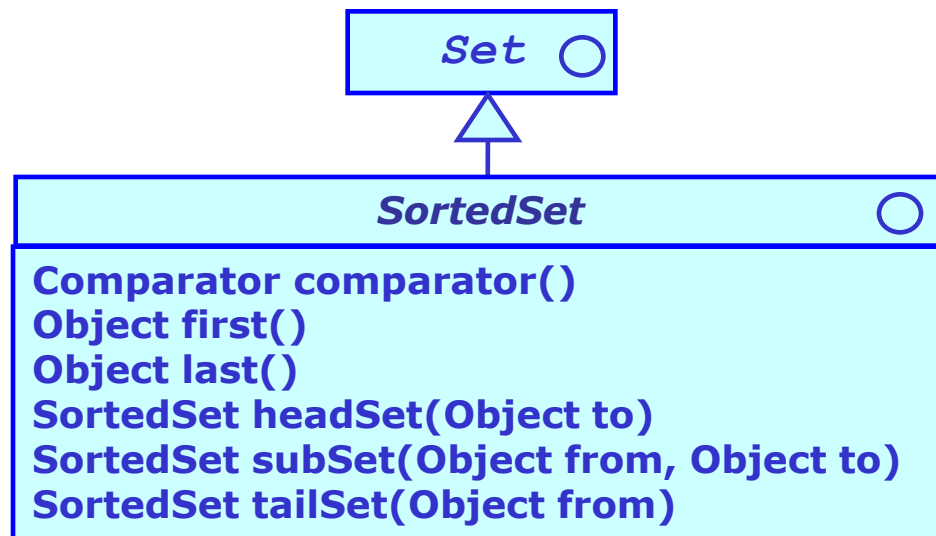 Set
SortedSet
Comparator comparator()
Object first()
Object last()
SortedSet headSet(Object to)
SortedSet subSet(Object from, Object to)
SortedSet tailSet(Object from)